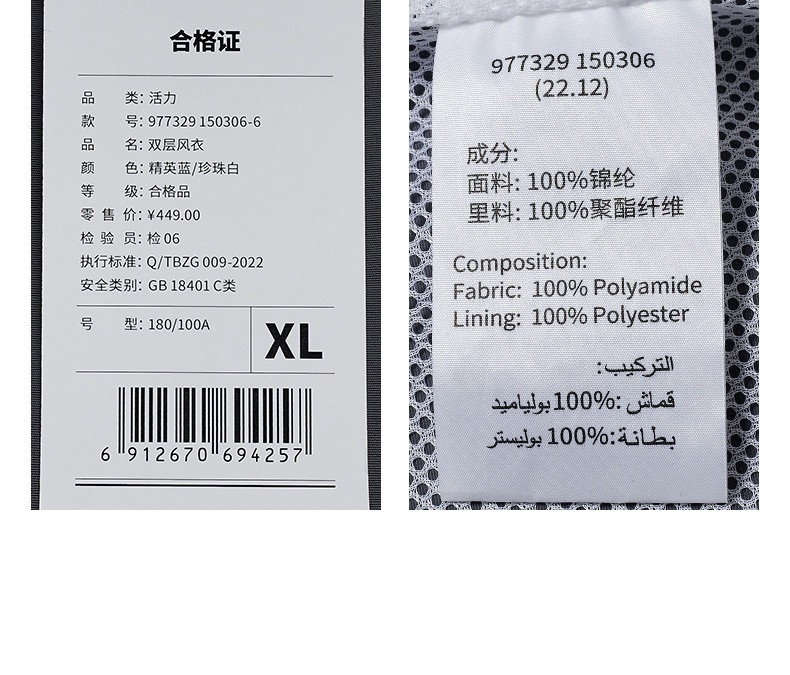 合格证
品 类: 活力
款 号: 977329 150306-6
品 名: 双层风衣
颜 色: 精英蓝/珍珠白
等 级: 合格品
零 售 价: ¥449.00
检 验 员: 检 06
执行标准: Q/TBZG 009-2022
安全类别: GB 18401 C类
号 型: 180/100A
XL
6 912670 694257
977329 150306
(22.12)
成分:
面料: 100%锦纶
里料: 100%聚酯纤维
Composition:
Fabric: 100% Polyamide
Lining: 100% Polyester
التركيب:
قماش :%100 بولياميد
بطانة:%100 بوليستر